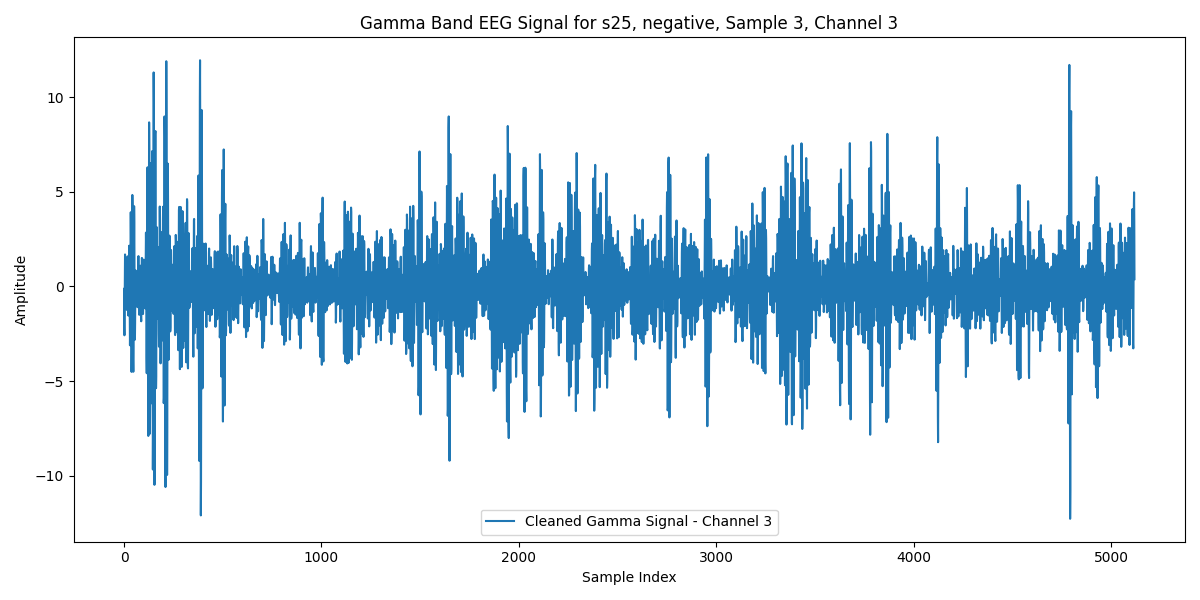 Gamma Band EEG Signal for s25, negative, Sample 3, Channel 3
Amplitude
10
5
0
−5
−10
Cleaned Gamma Signal - Channel 3
0 1000 2000 3000 4000 5000
Sample Index